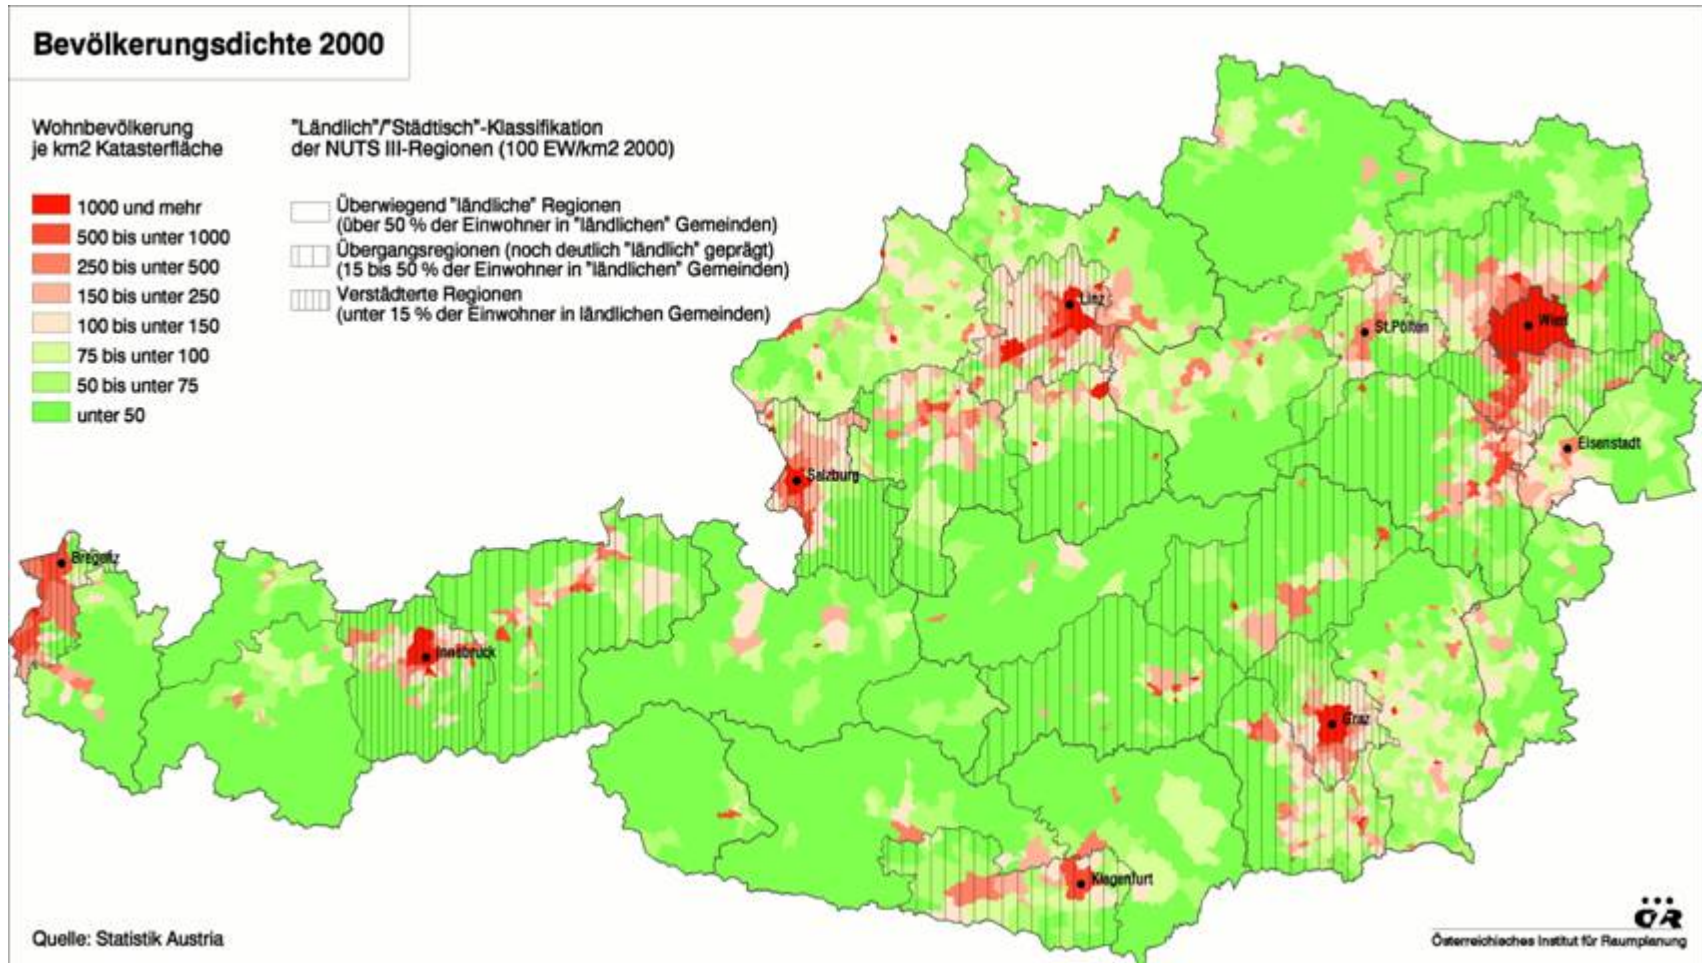 Bevölkerungsdichte 2000
Wohnbevölkerung
je km2 Katasterfläche
1000 und mehr
500 bis unter 1000
250 bis unter 500
150 bis unter 250
100 bis unter 150
75 bis unter 100
50 bis unter 75
unter 50
"Ländlich"/"Städtisch"-Klassifikation
der NUTS III-Regionen (100 EW/km2 2000)
Überwiegend "ländliche" Regionen
(über 50 % der Einwohner in "ländlichen" Gemeinden)
Übergangsregionen (noch deutlich "ländlich" geprägt)
(15 bis 50 % der Einwohner in "ländlichen" Gemeinden)
Verstädterte Regionen
(unter 15 % der Einwohner in ländlichen Gemeinden)
Linz
St.Pölten
Wien
Eisenstadt
Salzburg
Bregenz
Innsbruck
Graz
Klagenfurt
Quelle: Statistik Austria
ÖIR
Österreichisches Institut für Raumplanung